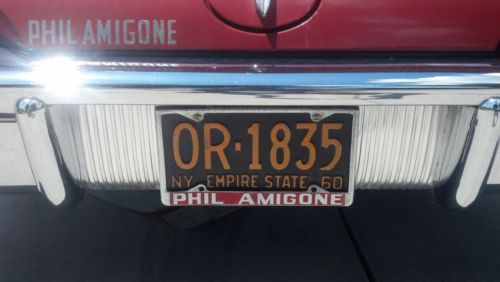 PHIL AMIGONE
OR·1835
NY EMPIRE STATE 60
PHIL AMIGONE